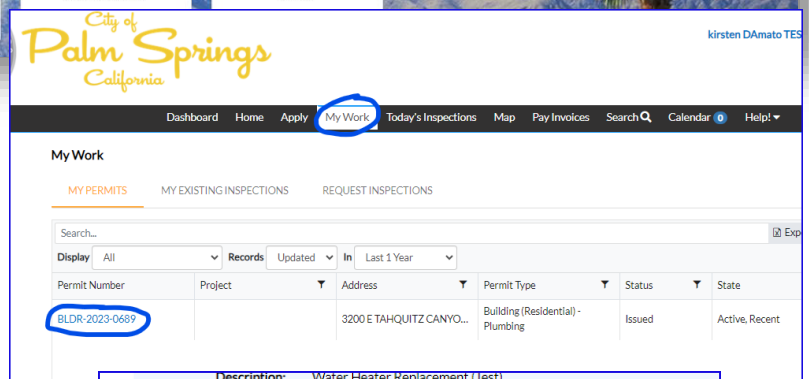 City of
Palm Springs
California
kirsten DAmato TES
Dashboard Home Apply My Work Today's Inspections Map Pay Invoices Search Calendar 0 Help!
My Work
MY PERMITS MY EXISTING INSPECTIONS REQUEST INSPECTIONS
Search... Expo
Display All Records Updated In Last 1 Year
Permit Number Project Address Permit Type Status State
BLDR-2023-0689 3200 E TAHQUITZ CANYO... Building (Residential) - Plumbing Issued Active, Recent
Description: Water Heater Replacement (Test)